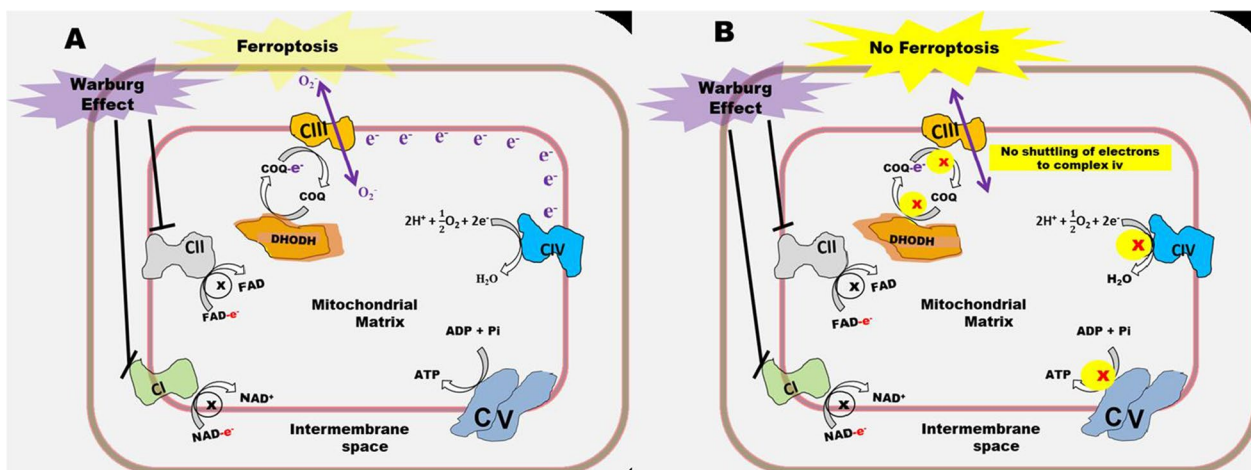 A
Ferroptosis
Warburg
Effect
O₂⁻
CIII
e⁻ e⁻ e⁻ e⁻ e⁻ e⁻ e⁻
e⁻
e⁻
COQ-e⁻
COQ
O₂⁻
DHODH
2H⁺ + ½O₂ + 2e⁻
CIV
H₂O
CII
x
FAD
FAD-e⁻
Mitochondrial
Matrix
ADP + Pi
ATP
CV
CI
x
NAD⁺
NAD-e⁻
Intermembrane
space
B
No Ferroptosis
Warburg
Effect
CIII
No shuttling of electrons
to complex iv
COQ-e⁻
x
COQ
x
DHODH
2H⁺ + ½O₂ + 2e⁻
CIV
x
H₂O
CII
x
FAD
FAD-e⁻
Mitochondrial
Matrix
ADP + Pi
ATP
x
CV
CI
x
NAD⁺
NAD-e⁻
Intermembrane
space